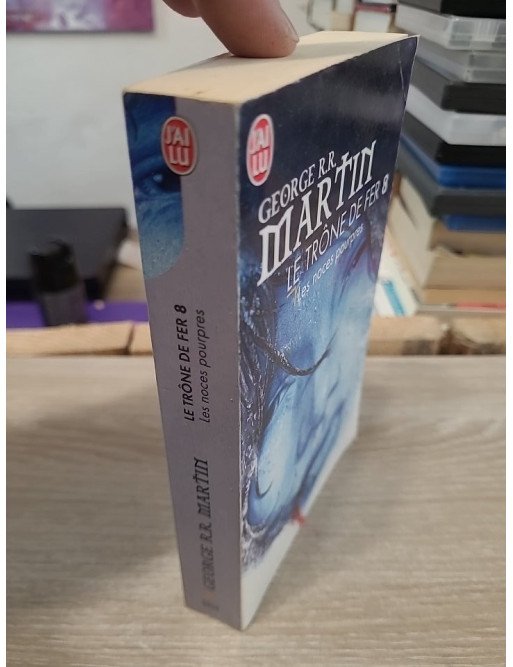 J'AI
LU
LE TRÔNE DE FER 8
Les noces pourpres
GEORGE R.R. MARTIN
J'AI
LU
GEORGE R.R.
MARTIN
LE TRÔNE DE FER 8
Les noces pourpres